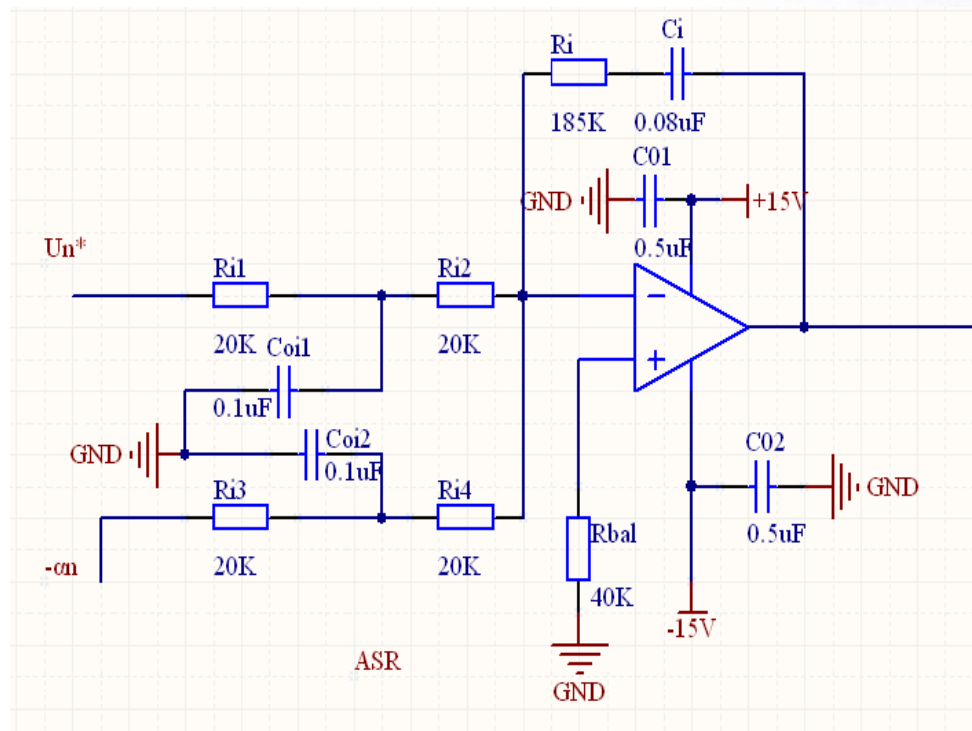 Ri
Ci
185K
0.08uF
C01
GND
+15V
0.5uF
Un*
Ri1
Ri2
20K
20K
Coi1
0.1uF
GND
Coi2
0.1uF
C02
GND
0.5uF
Ri3
Ri4
20K
20K
-αn
Rbal
40K
-15V
ASR
GND